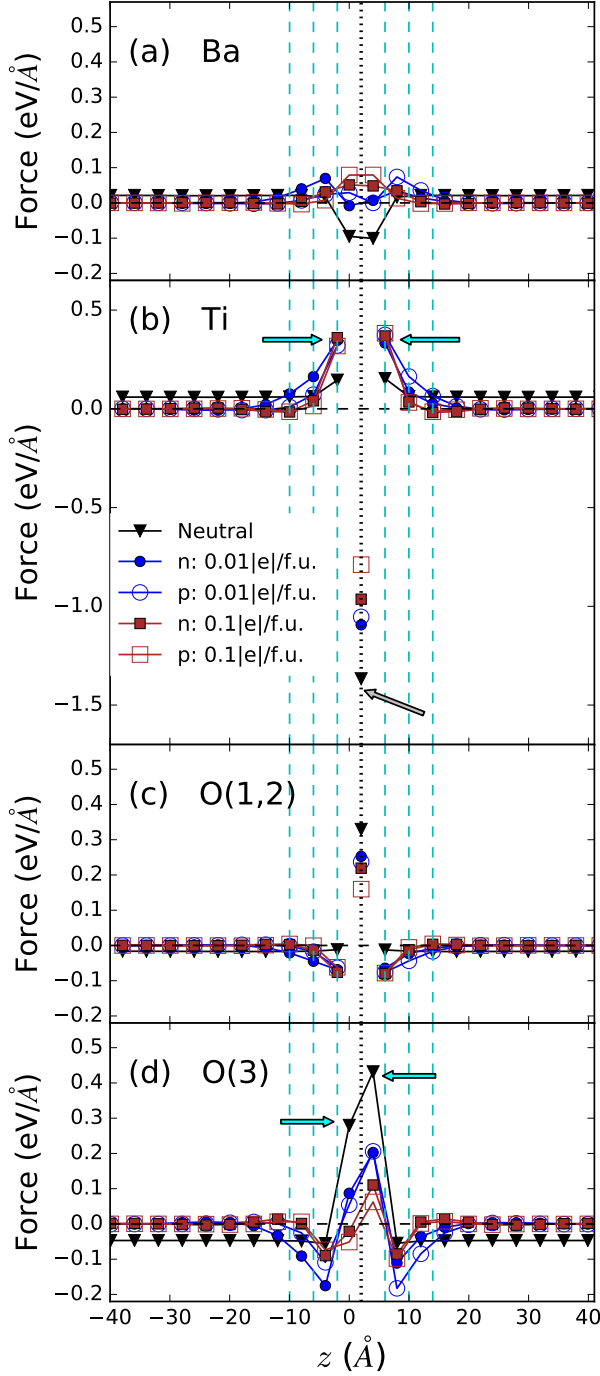 0.5
0.4
0.3
0.2
0.1
0.0
−0.1
−0.2
Force (eV/Å)
(a) Ba
0.5
0.0
−0.5
−1.0
−1.5
Force (eV/Å)
(b) Ti
Neutral
n: 0.01|e|/f.u.
p: 0.01|e|/f.u.
n: 0.1|e|/f.u.
p: 0.1|e|/f.u.
0.5
0.4
0.3
0.2
0.1
0.0
−0.1
−0.2
Force (eV/Å)
(c) O(1,2)
0.5
0.4
0.3
0.2
0.1
0.0
−0.1
−0.2
Force (eV/Å)
(d) O(3)
−40 −30 −20 −10 0 10 20 30 40
z (Å)